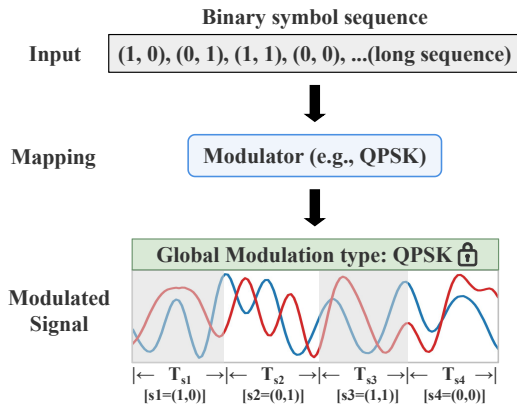 Binary symbol sequence
Input
(1, 0), (0, 1), (1, 1), (0, 0), ...(long sequence)
Mapping
Modulator (e.g., QPSK)
Global Modulation type: QPSK
Modulated
Signal
|← Ts1 →|← Ts2 →|← Ts3 →|← Ts4 →|
[s1=(1,0)] [s2=(0,1)] [s3=(1,1)] [s4=(0,0)]